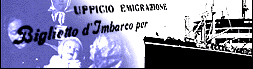 UFFICIO EMIGRAZIONE
Biglietto d'Imbarco per